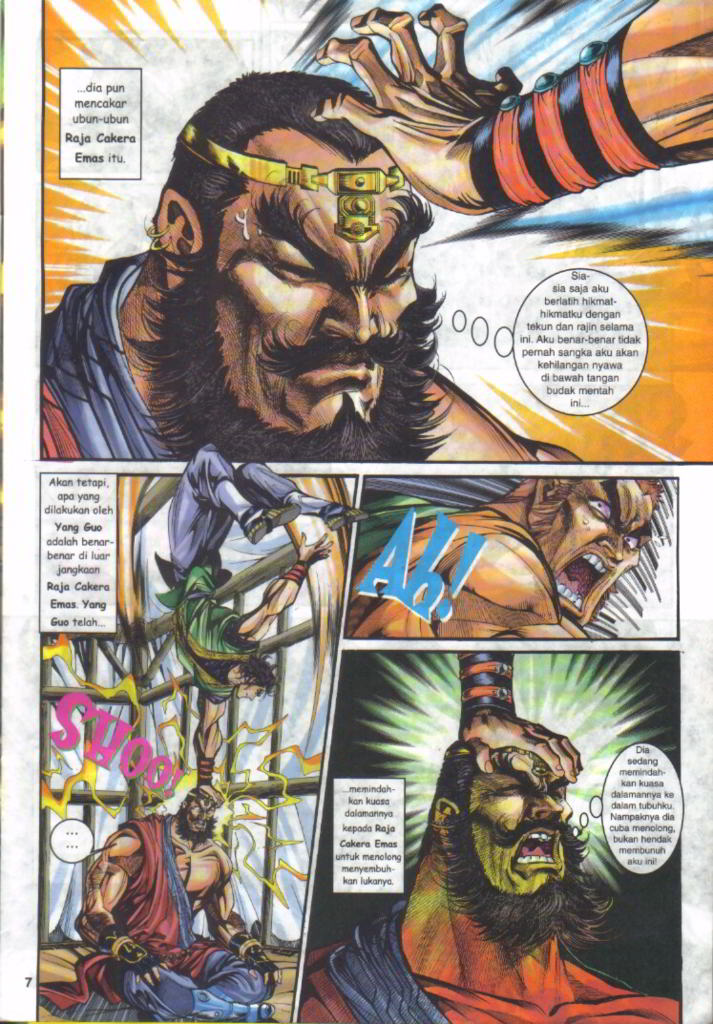 ...dia pun
mencakar
ubun-ubun
Raja Cakera
Emas itu.
Sia-
sia saja aku
berlatih hikmat-
hikmatku dengan
tekun dan rajin selama
ini. Aku benar-benar tidak
pernah sangka aku akan
kehilangan nyawa
di bawah tangan
budak mentah
ini...
Akan tetapi,
apa yang
dilakukan oleh
Yang Guo
adalah benar-
benar di luar
jangkaan
Raja Cakera
Emas. Yang
Guo telah...
SHOO!
...
...
Ah!
...memindah-
kan kuasa
dalamannya
kepada Raja
Cakera Emas
untuk menolong
menyembuh-
kan lukanya.
Dia
sedang
memindah-
kan kuasa
dalamannya ke
dalam tubuhku.
Nampaknya dia
cuba menolong,
bukan hendak
membunuh
aku ini!
7